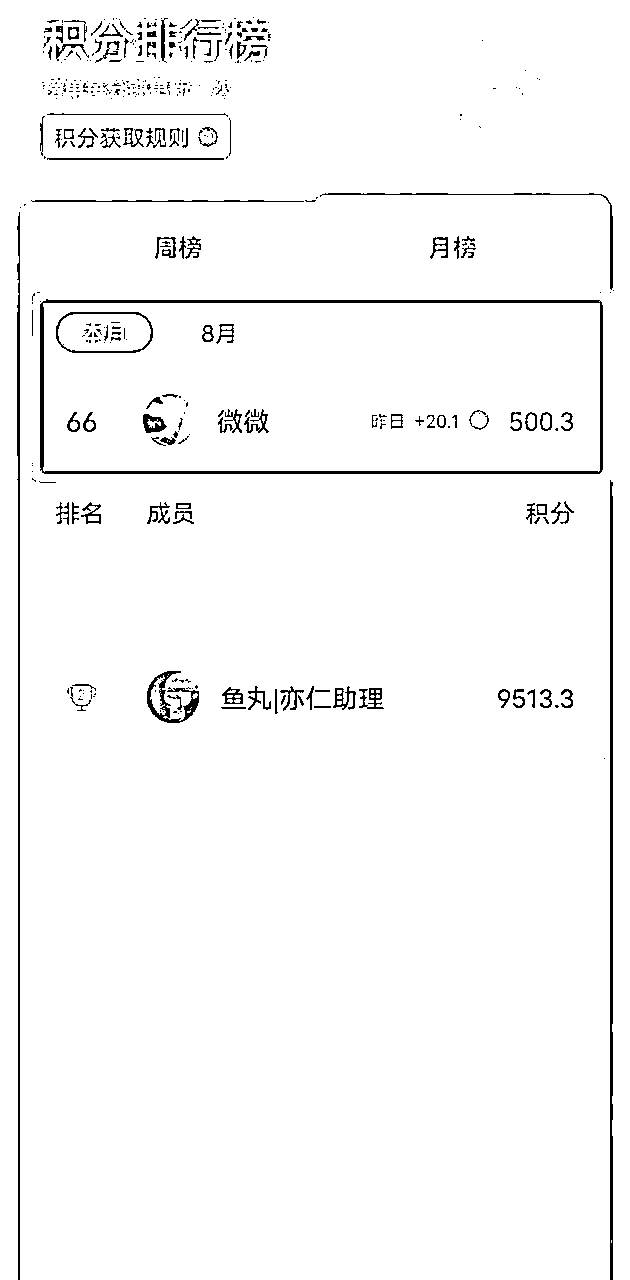 积分排行榜
积分获取规则
周榜 月榜
本月 8月
66 微微 昨日 +20.1 500.3
排名 成员 积分
2 鱼丸|亦仁助理 9513.3